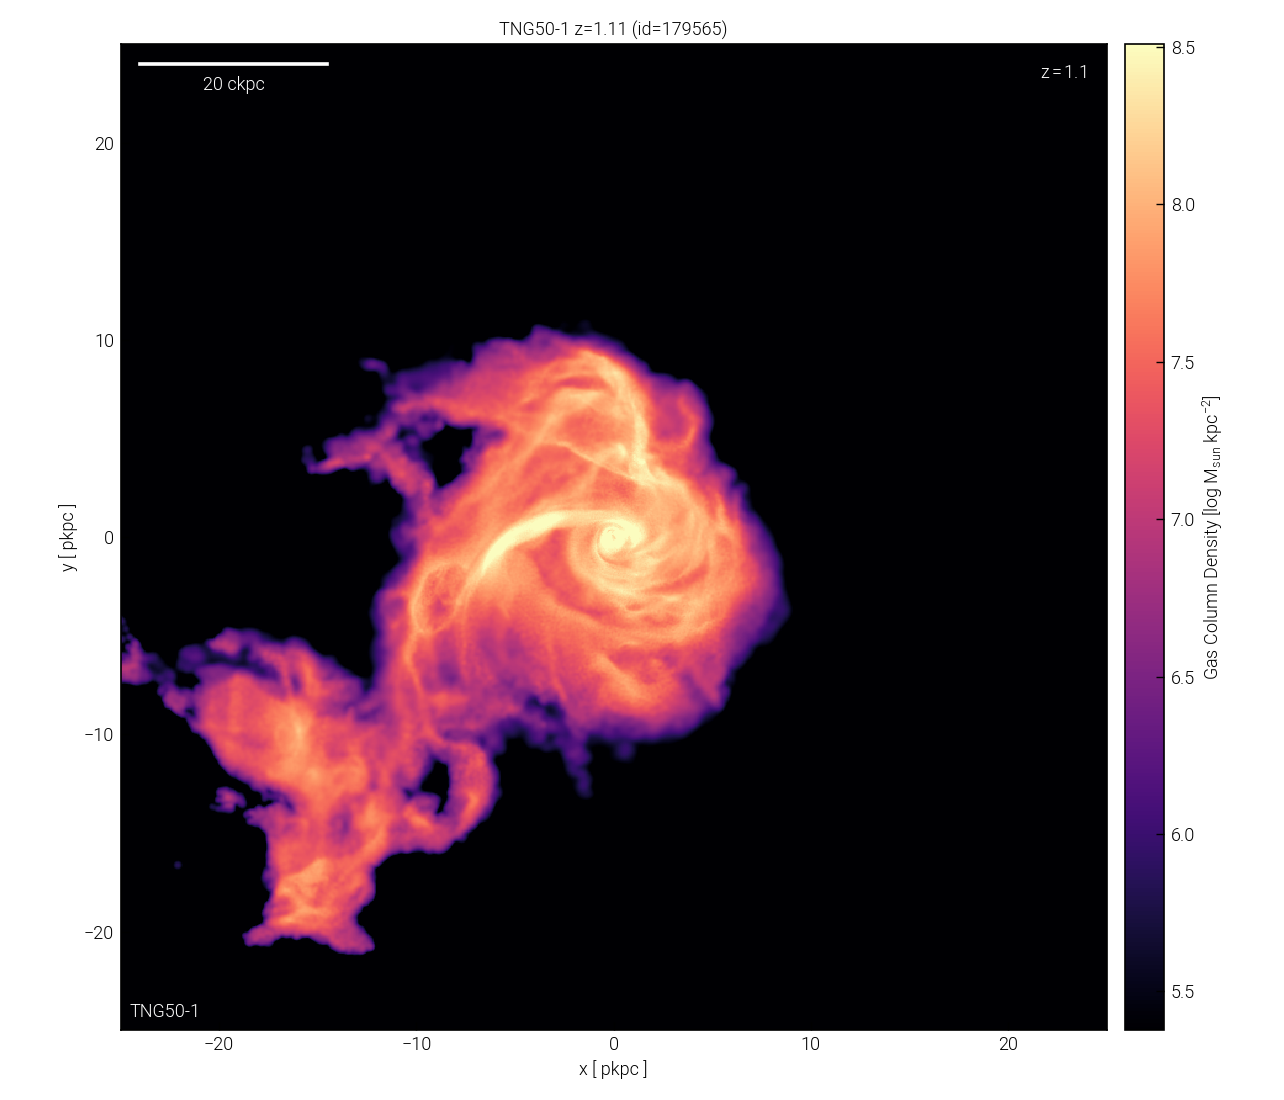 TNG50-1 z=1.11 (id=179565)
20 ckpc
z=1.1
TNG50-1
20
10
0
−10
−20
y [ pkpc ]
−20
−10
0
10
20
x [ pkpc ]
8.5
8.0
7.5
7.0
6.5
6.0
5.5
Gas Column Density [log M_sun kpc⁻²]